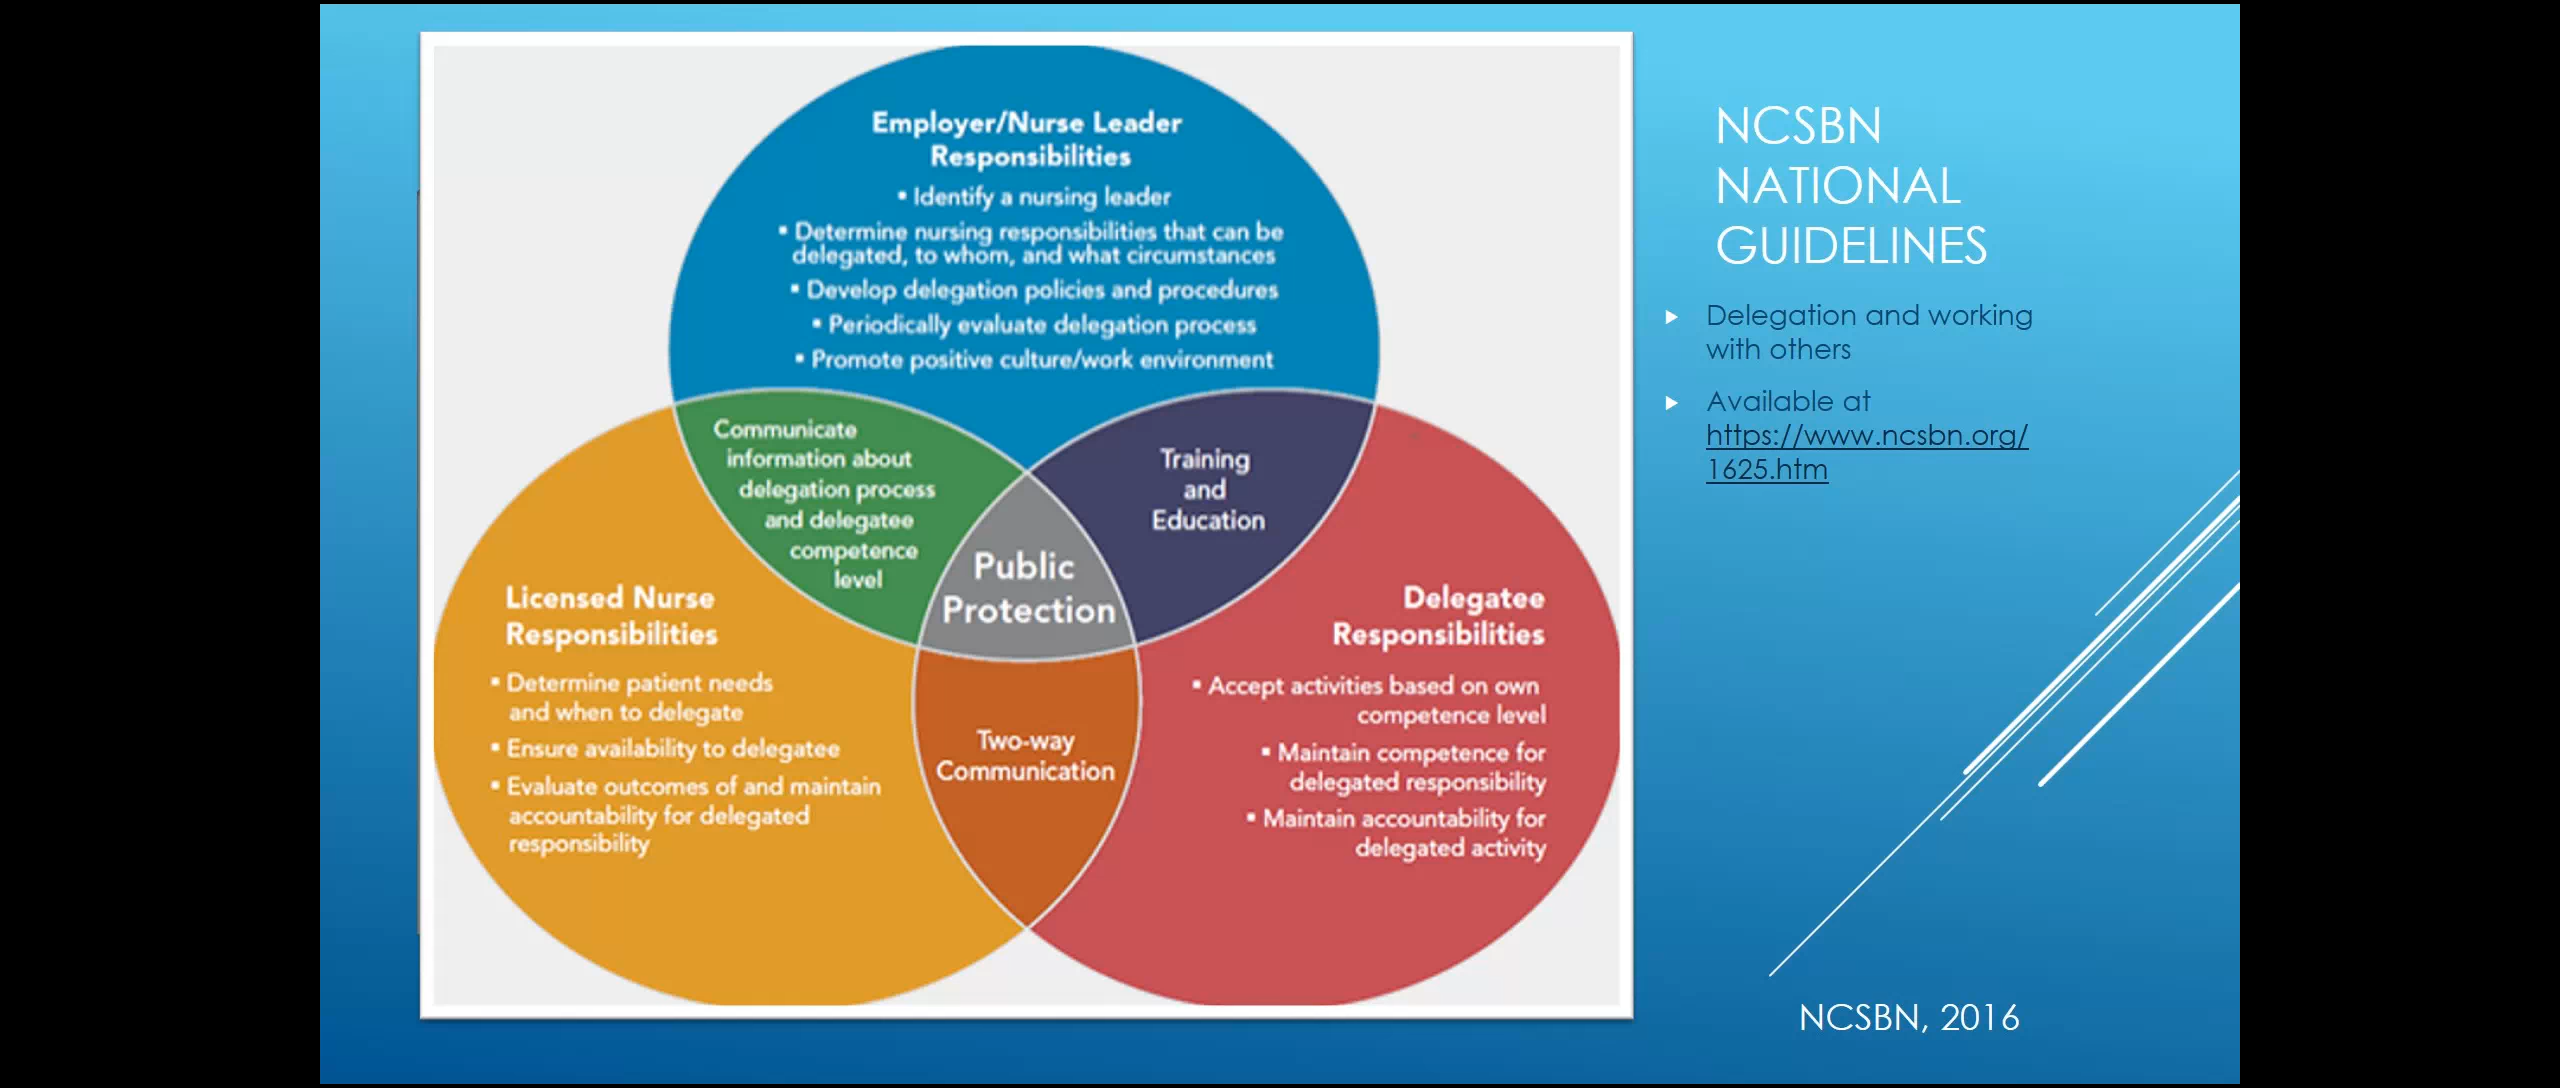 Employer/Nurse Leader
Responsibilities
▪ Identify a nursing leader
▪ Determine nursing responsibilities that can be
delegated, to whom, and what circumstances
▪ Develop delegation policies and procedures
▪ Periodically evaluate delegation process
▪ Promote positive culture/work environment
Communicate
information about
delegation process
and delegatee
competence
level
Training
and
Education
Public
Protection
Licensed Nurse
Responsibilities
▪ Determine patient needs
and when to delegate
▪ Ensure availability to delegatee
▪ Evaluate outcomes of and maintain
accountability for delegated
responsibility
Two-way
Communication
Delegatee
Responsibilities
▪ Accept activities based on own
competence level
▪ Maintain competence for
delegated responsibility
▪ Maintain accountability for
delegated activity
NCSBN
NATIONAL
GUIDELINES
Delegation and working
with others
Available at
https://www.ncsbn.org/
1625.htm
NCSBN, 2016